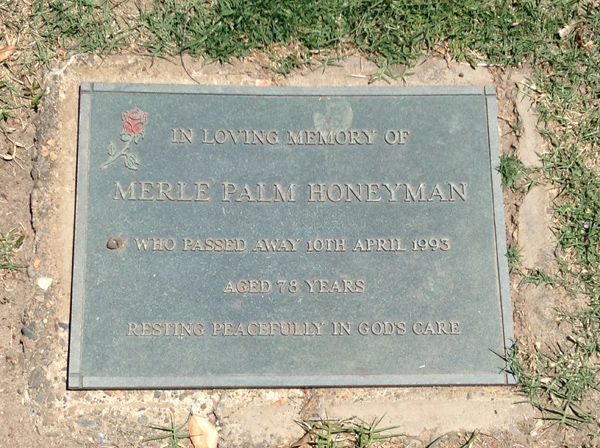 IN LOVING MEMORY OF
MERLE PALM HONEYMAN
WHO PASSED AWAY 10TH APRIL 1993
AGED 78 YEARS
RESTING PEACEFULLY IN GOD'S CARE